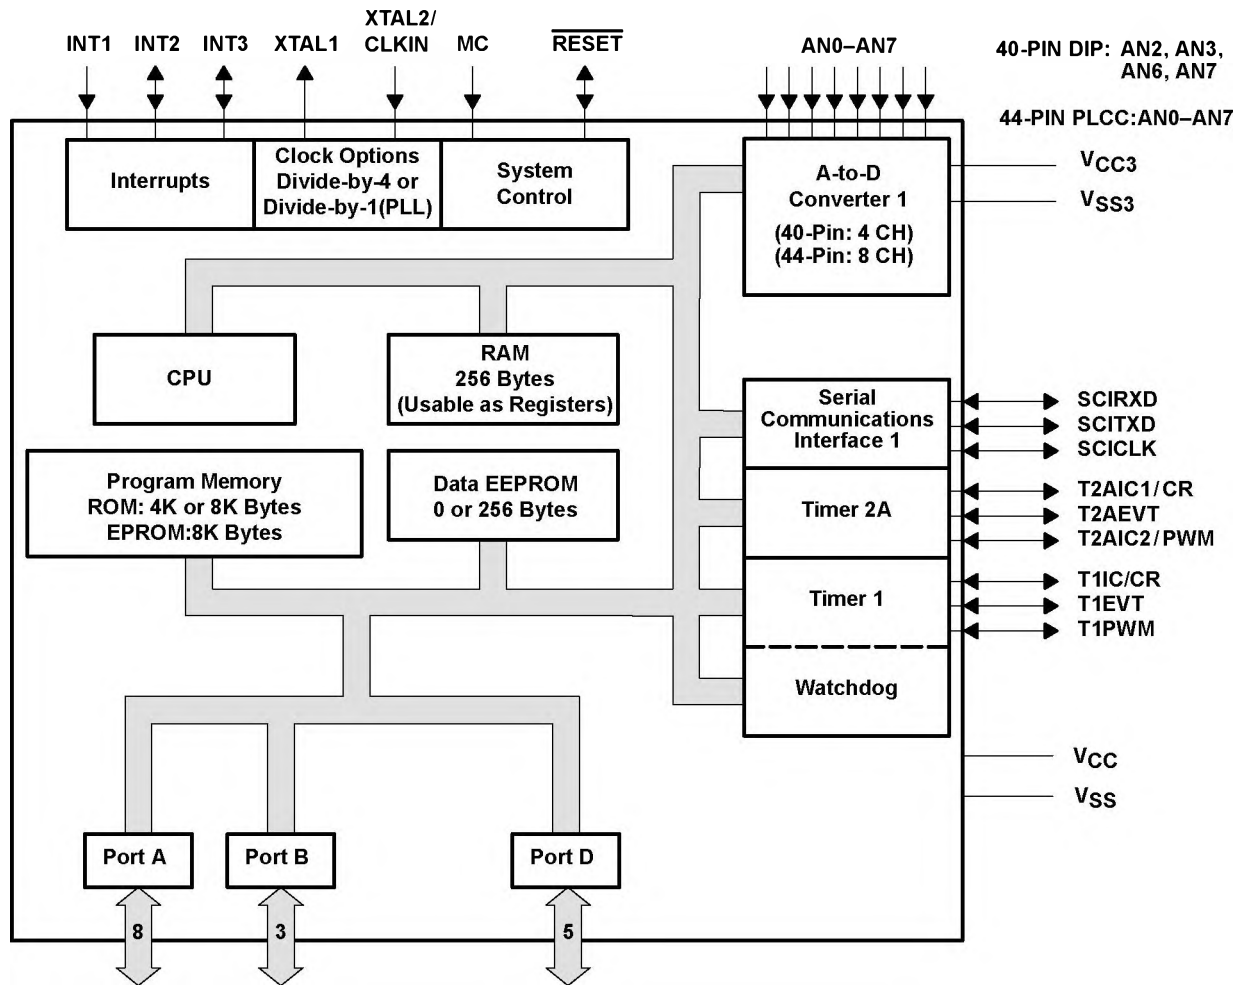 INT1
INT2
INT3
XTAL1
XTAL2/
CLKIN
MC
RESET
AN0–AN7
40-PIN DIP: AN2, AN3,
AN6, AN7
44-PIN PLCC:AN0–AN7
Interrupts
Clock Options
Divide-by-4 or
Divide-by-1(PLL)
System
Control
A-to-D
Converter 1
(40-Pin: 4 CH)
(44-Pin: 8 CH)
VCC3
VSS3
CPU
RAM
256 Bytes
(Usable as Registers)
Serial
Communications
Interface 1
SCIRXD
SCITXD
SCICLK
Program Memory
ROM: 4K or 8K Bytes
EPROM:8K Bytes
Data EEPROM
0 or 256 Bytes
Timer 2A
T2AIC1/CR
T2AEVT
T2AIC2/PWM
Timer 1
T1IC/CR
T1EVT
T1PWM
Watchdog
VCC
VSS
Port A
Port B
Port D
8
3
5